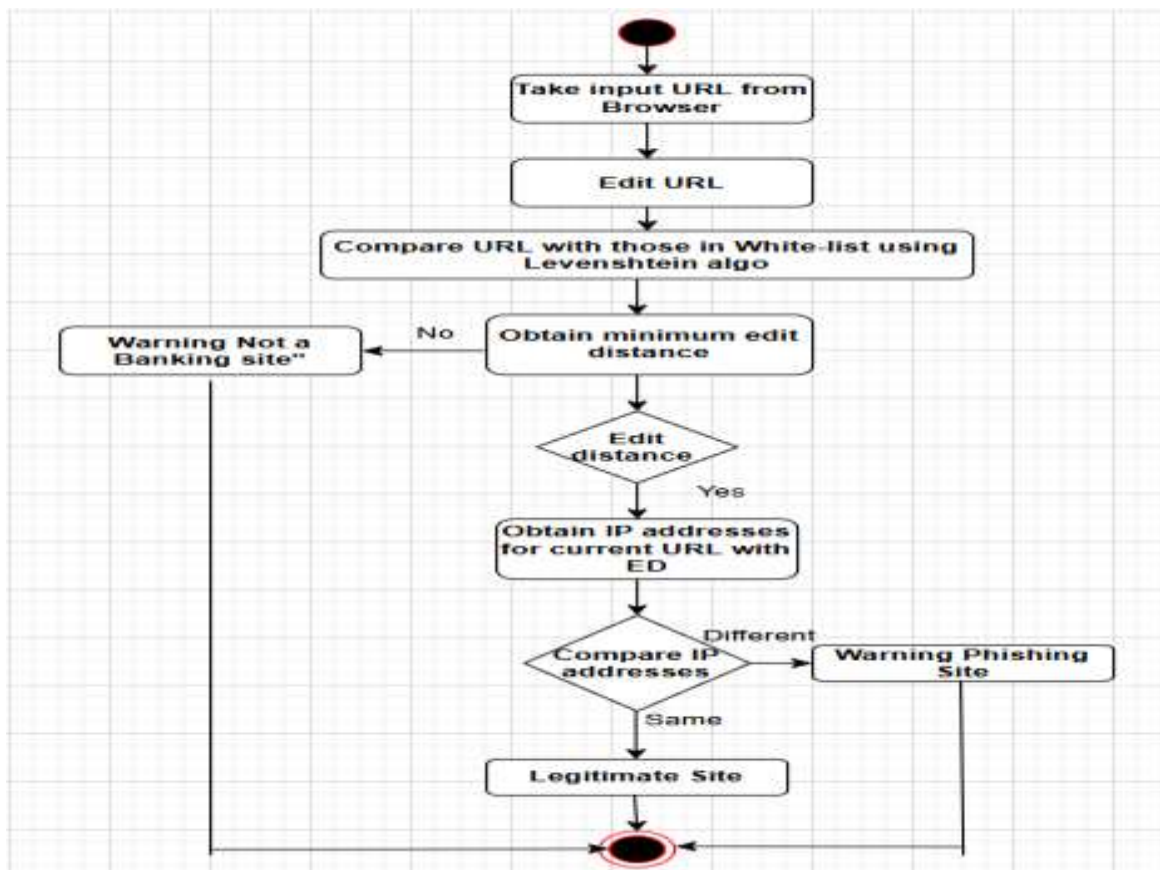 Take input URL from
Browser
Edit URL
Compare URL with those in White-list using
Levenshtein algo
No
Warning Not a
Banking site"
Obtain minimum edit
distance
Edit
distance
Yes
Obtain IP addresses
for current URL with
ED
Different
Compare IP
addresses
Warning Phishing
Site
Same
Legitimate Site